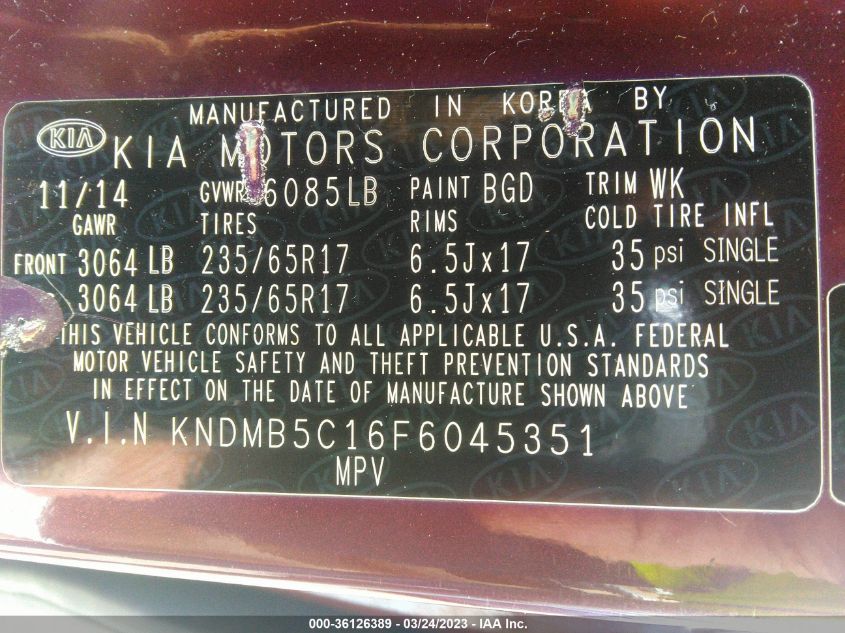 MANUFACTURED IN KOREA BY
KIA KIA MOTORS CORPORATION
11/14 GVWR 6085LB PAINT BGD TRIM WK
GAWR TIRES RIMS COLD TIRE INFL
FRONT 3064 LB 235/65R17 6.5Jx17 35 psi SINGLE
3064 LB 235/65R17 6.5Jx17 35 psi SINGLE
THIS VEHICLE CONFORMS TO ALL APPLICABLE U.S.A. FEDERAL
MOTOR VEHICLE SAFETY AND THEFT PREVENTION STANDARDS
IN EFFECT ON THE DATE OF MANUFACTURE SHOWN ABOVE
V.I.N KNDMB5C16F6045351
MPV
000-36126389 - 03/24/2023 - IAA Inc.